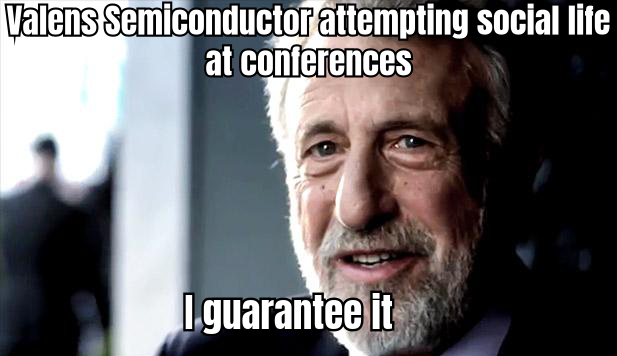 Valens Semiconductor attempting social life
at conferences
I guarantee it